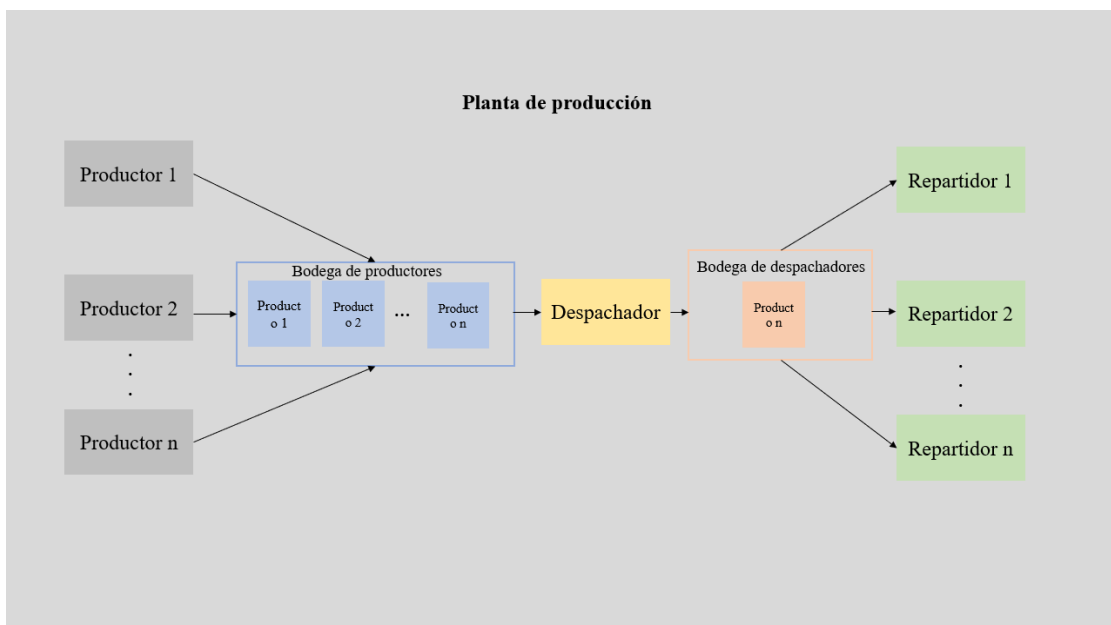 Planta de producción
Productor 1
Repartidor 1
Bodega de productores
Bodega de despachadores
Productor 2
Product
o 1
Product
o 2
...
Product
o n
Despachador
Product
o n
Repartidor 2
.
.
.
.
.
.
Productor n
Repartidor n